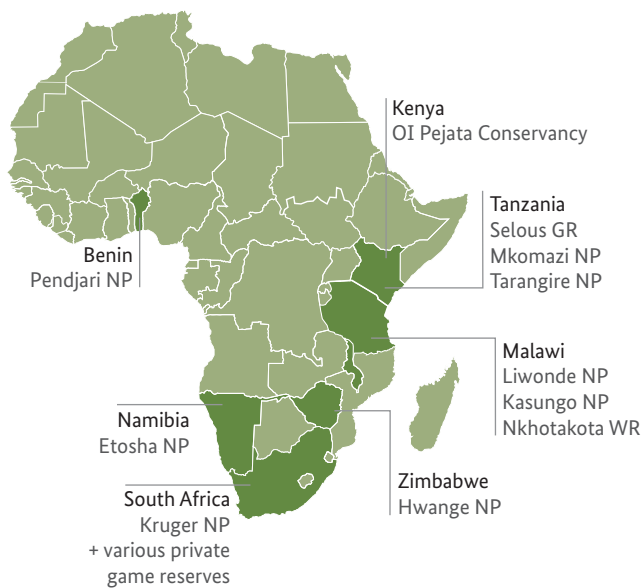 Kenya
OI Pejata Conservancy
Tanzania
Selous GR
Mkomazi NP
Tarangire NP
Benin
Pendjari NP
Malawi
Liwonde NP
Kasungo NP
Nkhotakota WR
Namibia
Etosha NP
Zimbabwe
Hwange NP
South Africa
Kruger NP
+ various private
game reserves